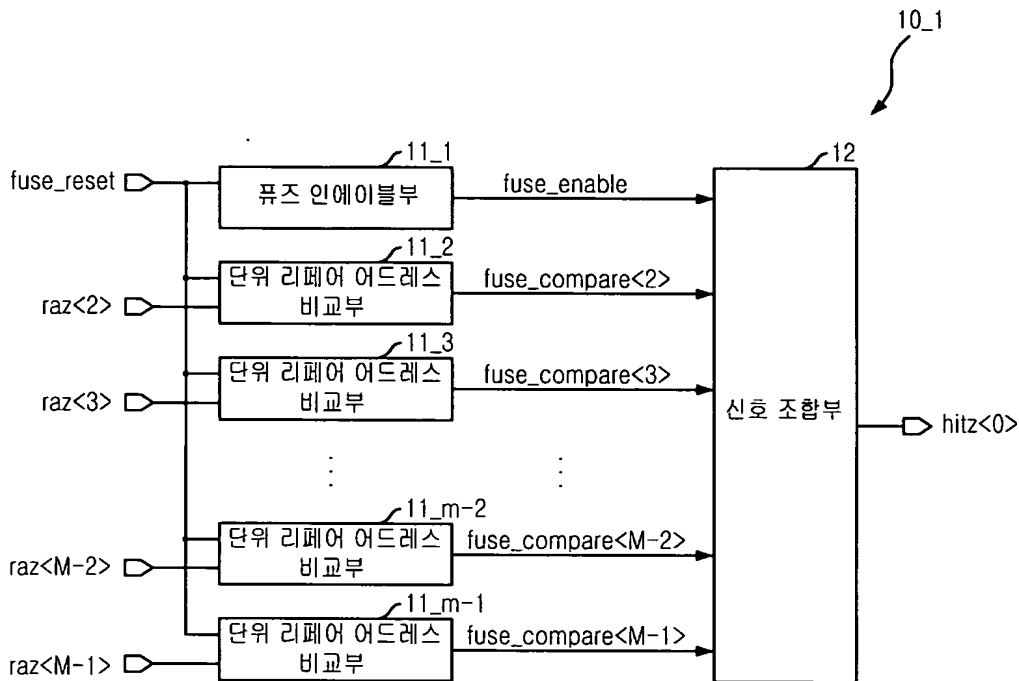 10_1
11_1
12
fuse_reset
퓨즈 인에이블부
fuse_enable
11_2
단위 리페어 어드레스
비교부
fuse_compare<2>
raz<2>
11_3
단위 리페어 어드레스
비교부
fuse_compare<3>
raz<3>
신호 조합부
hitz<0>
11_m-2
단위 리페어 어드레스
비교부
fuse_compare<M-2>
raz<M-2>
11_m-1
단위 리페어 어드레스
비교부
fuse_compare<M-1>
raz<M-1>